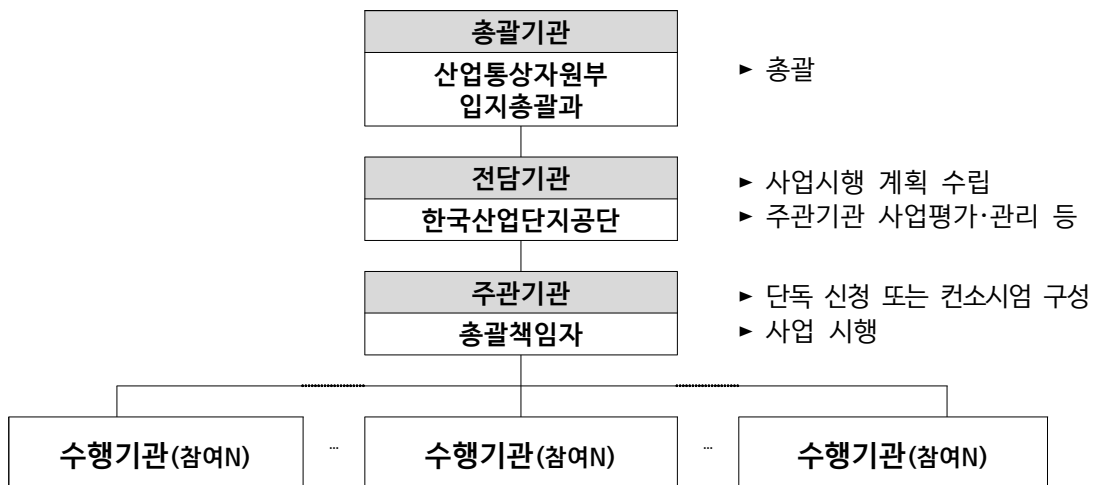 총괄기관
산업통상자원부
입지총괄과
► 총괄
전담기관
한국산업단지공단
► 사업시행 계획 수립
► 주관기관 사업평가·관리 등
주관기관
총괄책임자
► 단독 신청 또는 컨소시엄 구성
► 사업 시행
수행기관(참여N) ... 수행기관(참여N) ... 수행기관(참여N)